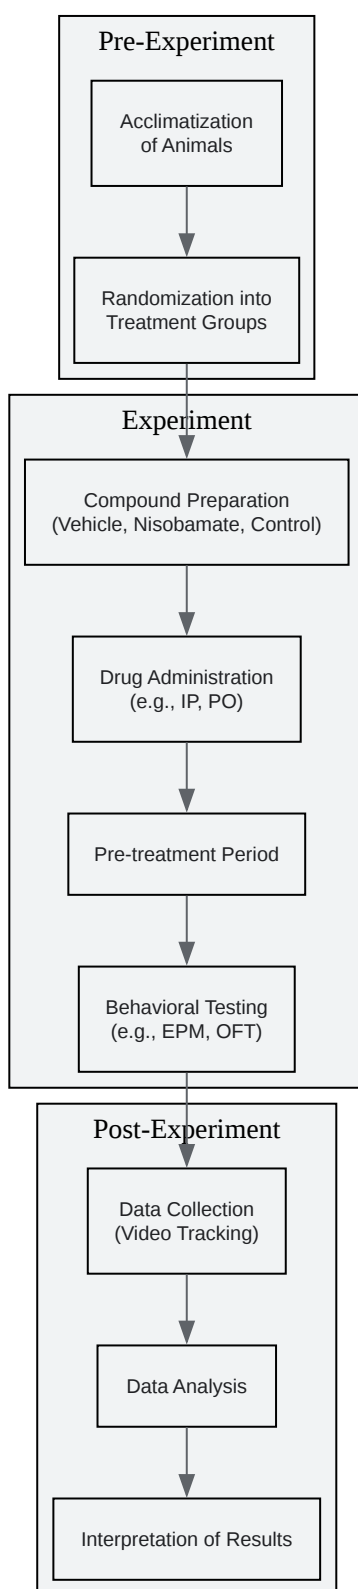 Pre-Experiment
Acclimatization
of Animals
Randomization into
Treatment Groups
Experiment
Compound Preparation
(Vehicle, Nisobamate, Control)
Drug Administration
(e.g., IP, PO)
Pre-treatment Period
Behavioral Testing
(e.g., EPM, OFT)
Post-Experiment
Data Collection
(Video Tracking)
Data Analysis
Interpretation of Results